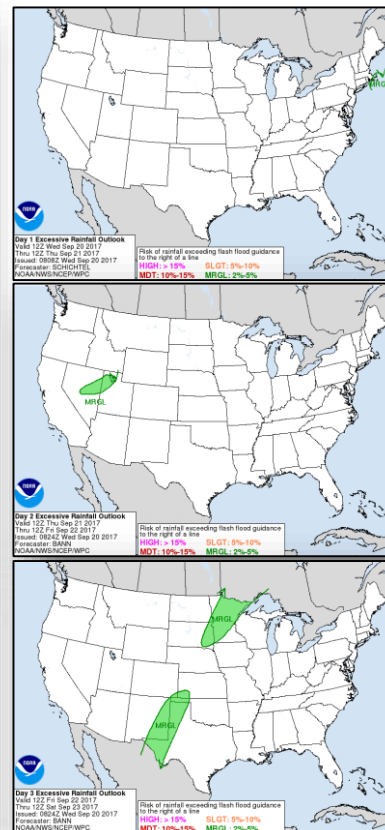 MRGL
NOAA
Day 1 Excessive Rainfall Outlook
Valid 12Z Wed Sep 20 2017
Thru 12Z Thu Sep 21 2017
Issued: 0808Z Wed Sep 20 2017
Forecaster: SCHICHTEL
NOAA/NWS/NCEP/WPC
Risk of rainfall exceeding flash flood guidance
to the right of a line
HIGH: > 15% SLGT: 5%-10%
MDT: 10%-15% MRGL: 2%-5%
MRGL
NOAA
Day 2 Excessive Rainfall Outlook
Valid 12Z Thu Sep 21 2017
Thru 12Z Fri Sep 22 2017
Issued: 0824Z Wed Sep 20 2017
Forecaster: BANN
NOAA/NWS/NCEP/WPC
Risk of rainfall exceeding flash flood guidance
to the right of a line
HIGH: > 15% SLGT: 5%-10%
MDT: 10%-15% MRGL: 2%-5%
MRGL
MRGL
NOAA
Day 3 Excessive Rainfall Outlook
Valid 12Z Fri Sep 22 2017
Thru 12Z Sat Sep 23 2017
Issued: 0824Z Wed Sep 20 2017
Forecaster: BANN
NOAA/NWS/NCEP/WPC
Risk of rainfall exceeding flash flood guidance
to the right of a line
HIGH: > 15% SLGT: 5%-10%
MDT: 10%-15% MRGL: 2%-5%